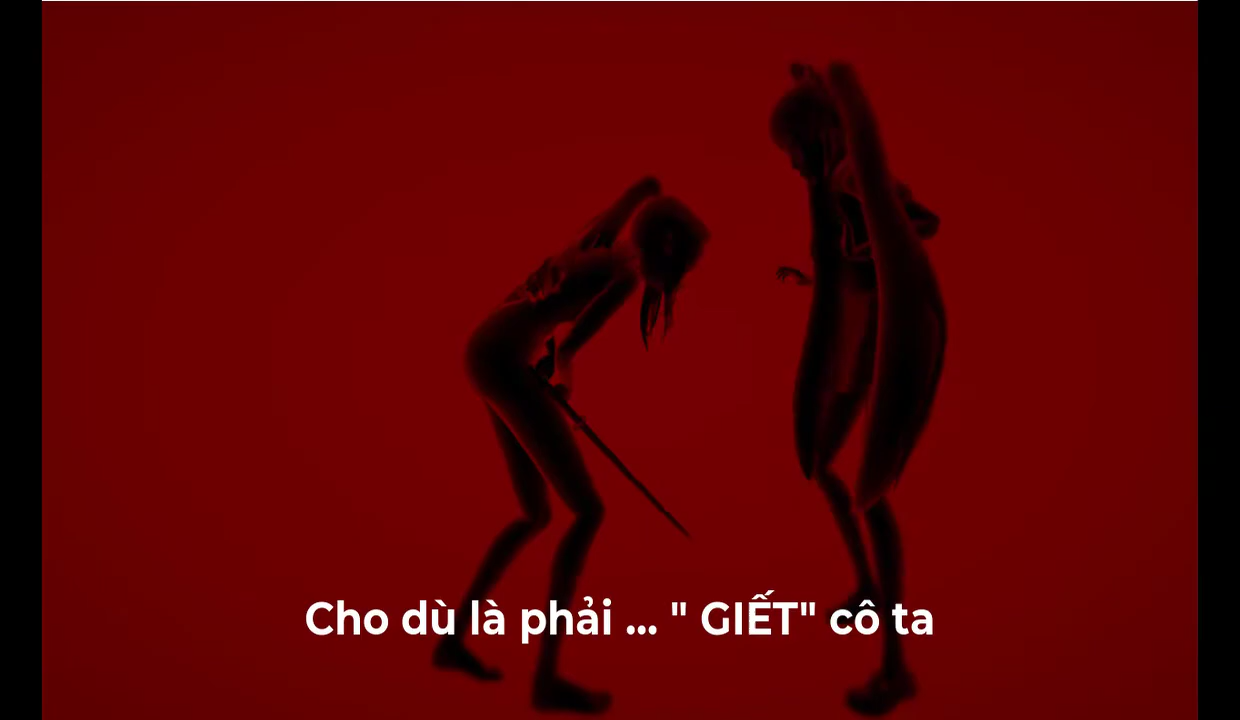 Cho dù là phải ... " GIẾT" cô ta